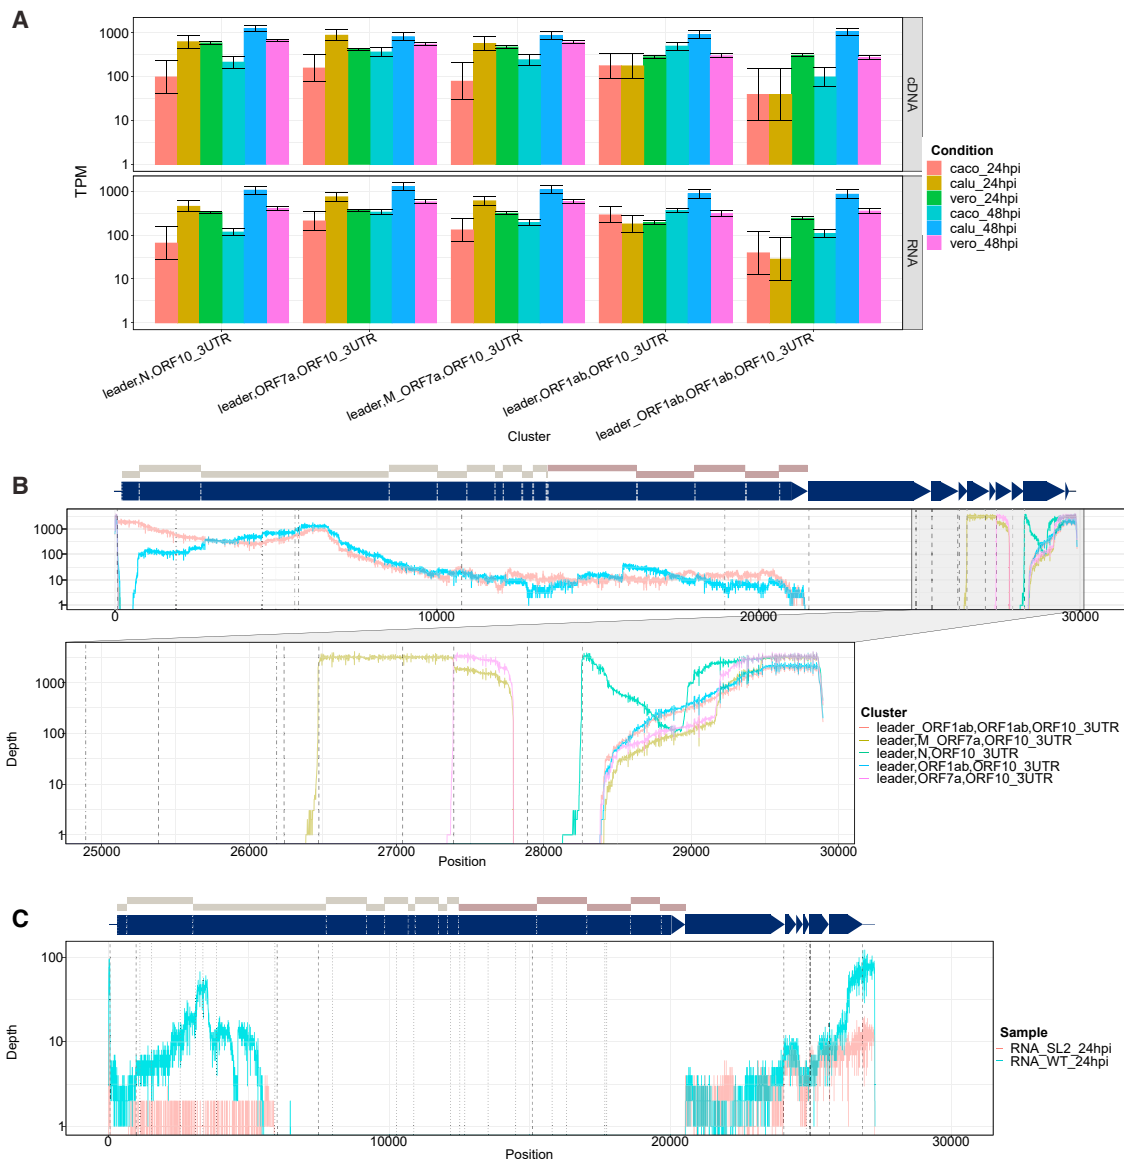 A
1000
100
10
1
cDNA
TPM
1000
100
10
1
RNA
Condition
caco_24hpi
calu_24hpi
vero_24hpi
caco_48hpi
calu_48hpi
vero_48hpi
leader,N,ORF10_3UTR
leader,ORF7a,ORF10_3UTR
leader,M_ORF7a,ORF10_3UTR
leader,ORF1ab,ORF10_3UTR
leader_ORF1ab,ORF1ab,ORF10_3UTR
Cluster
B
1000
100
10
1
0 10000 20000 30000
1000
100
10
1
Depth
25000 26000 27000 28000 29000 30000
Position
Cluster
leader_ORF1ab,ORF1ab,ORF10_3UTR
leader,M_ORF7a,ORF10_3UTR
leader,N,ORF10_3UTR
leader,ORF1ab,ORF10_3UTR
leader,ORF7a,ORF10_3UTR
C
100
10
1
Depth
0 10000 20000 30000
Position
Sample
RNA_SL2_24hpi
RNA_WT_24hpi